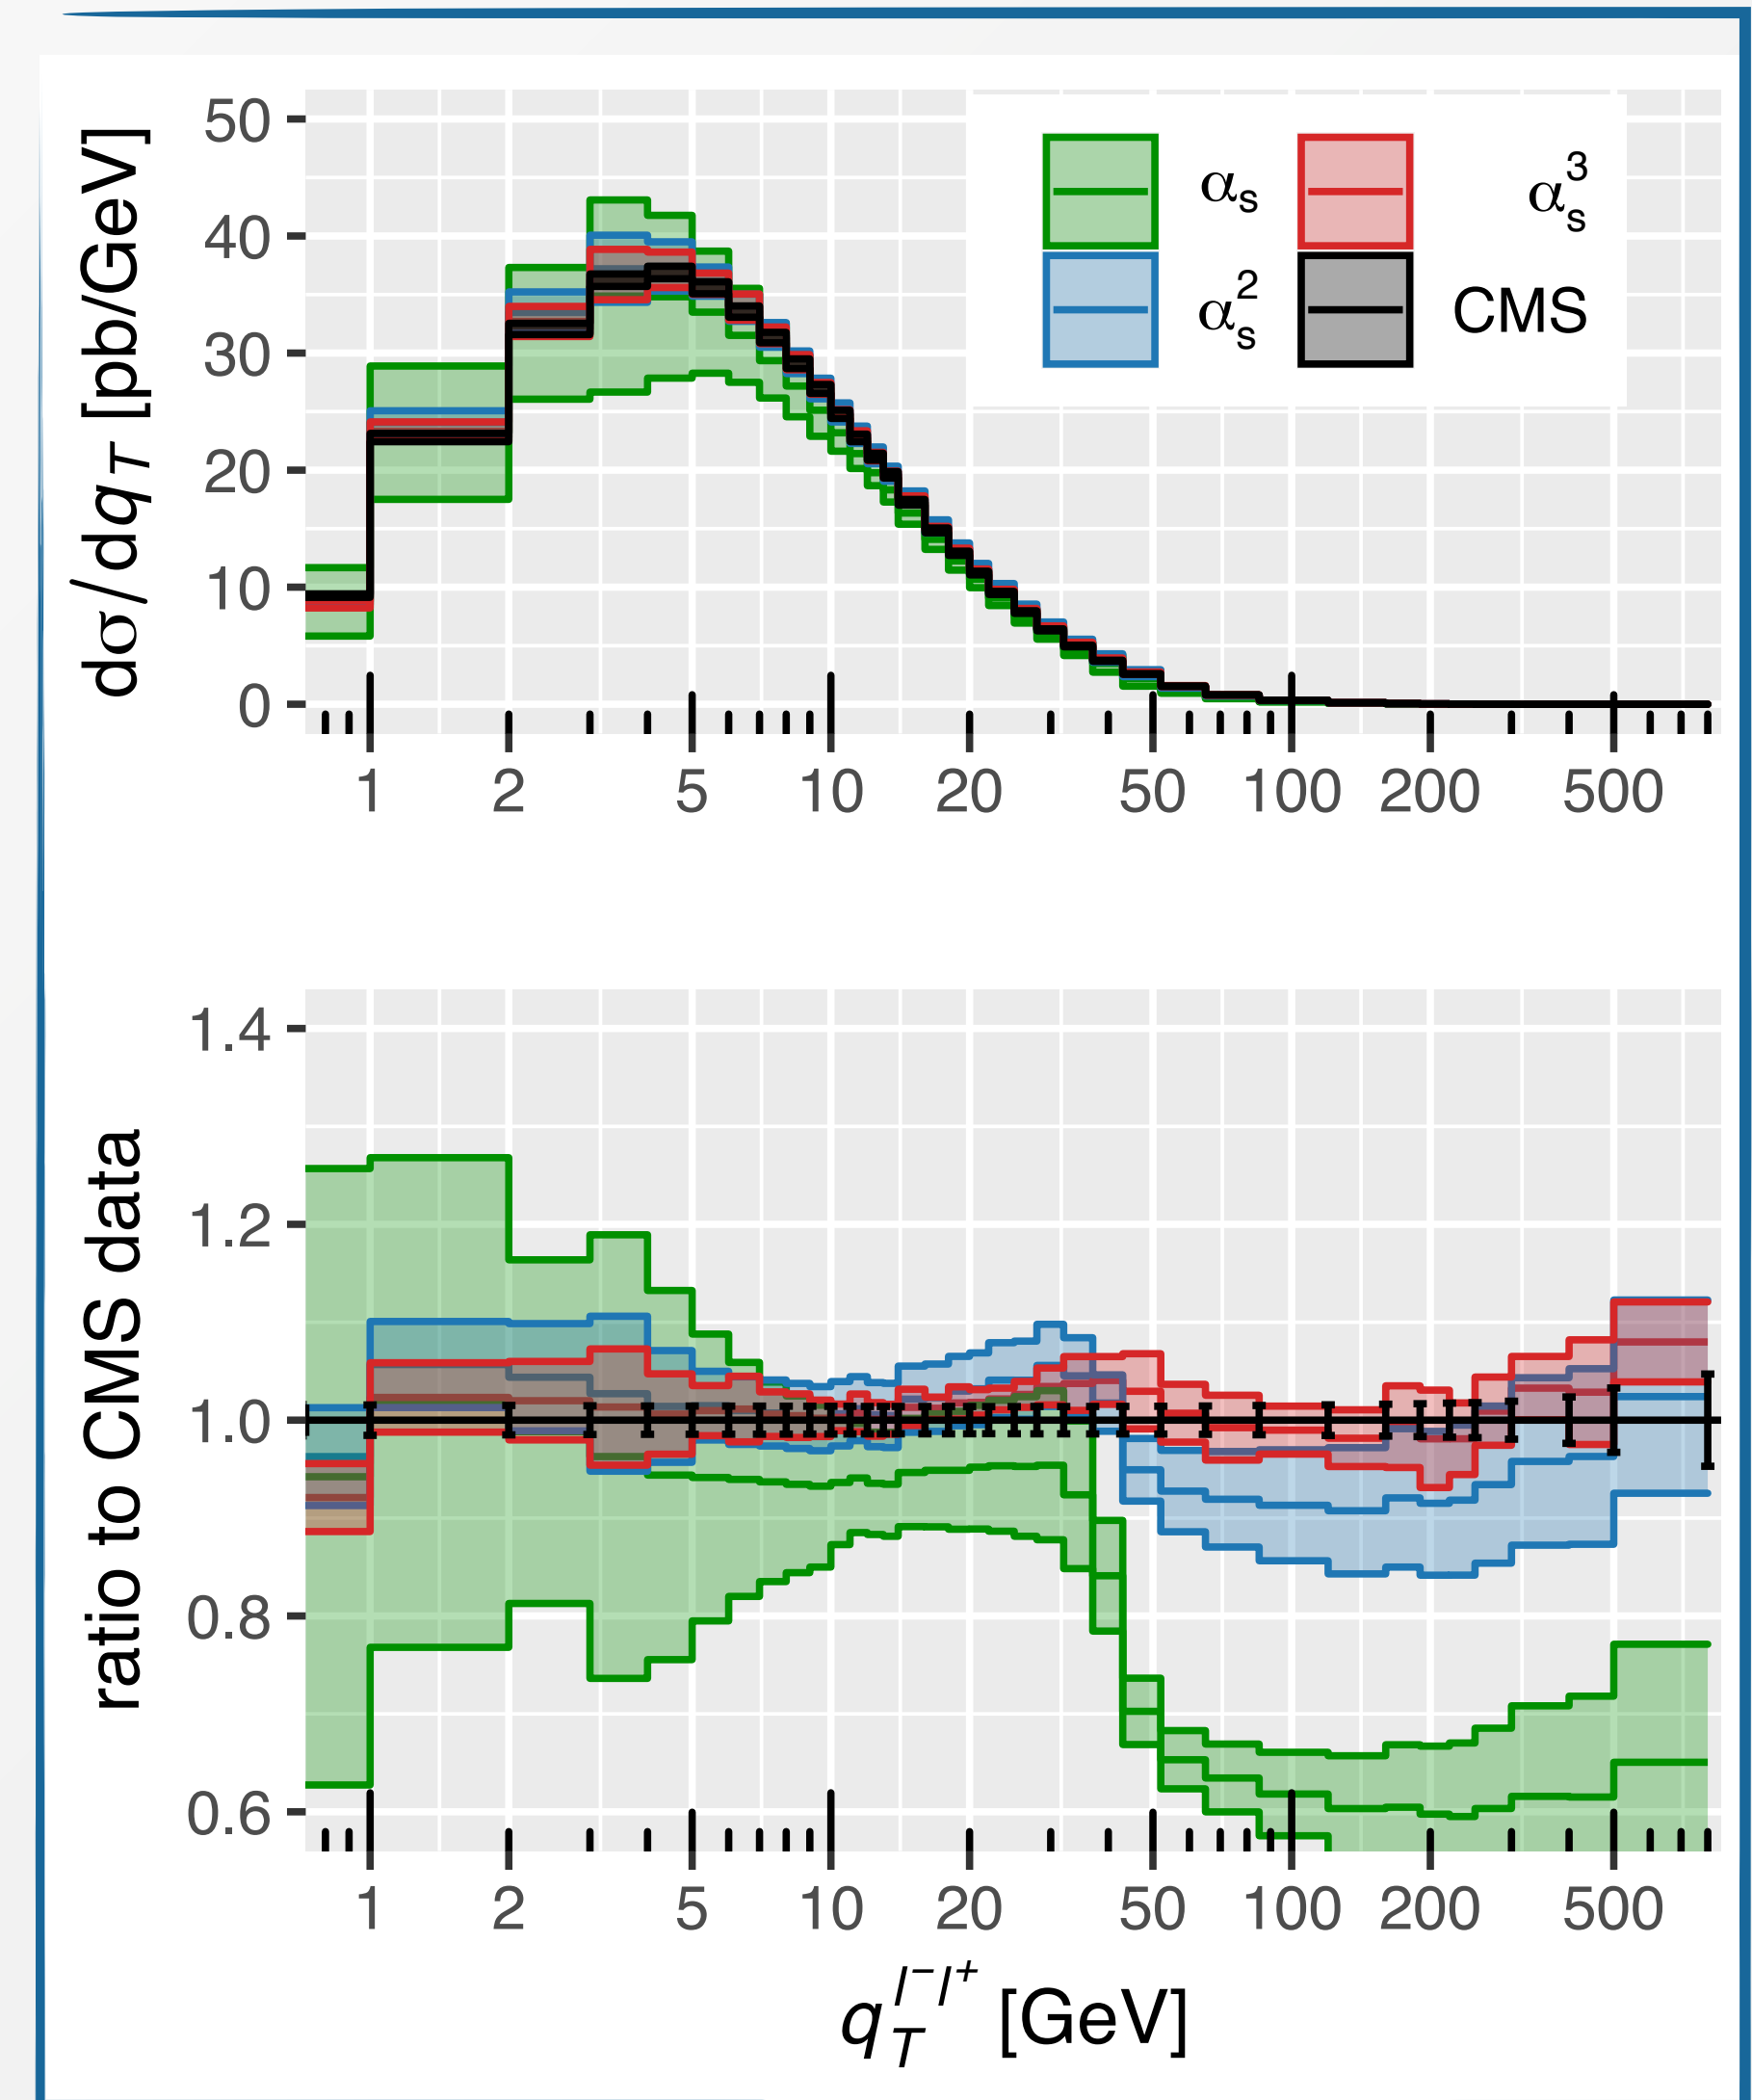 dσ/dq_T [pb/GeV]
50
40
30
20
10
0
α_s
α_s^3
α_s^2
CMS
1 2 5 10 20 50 100 200 500
ratio to CMS data
1.4
1.2
1.0
0.8
0.6
1 2 5 10 20 50 100 200 500
q_T^{l^-l^+} [GeV]